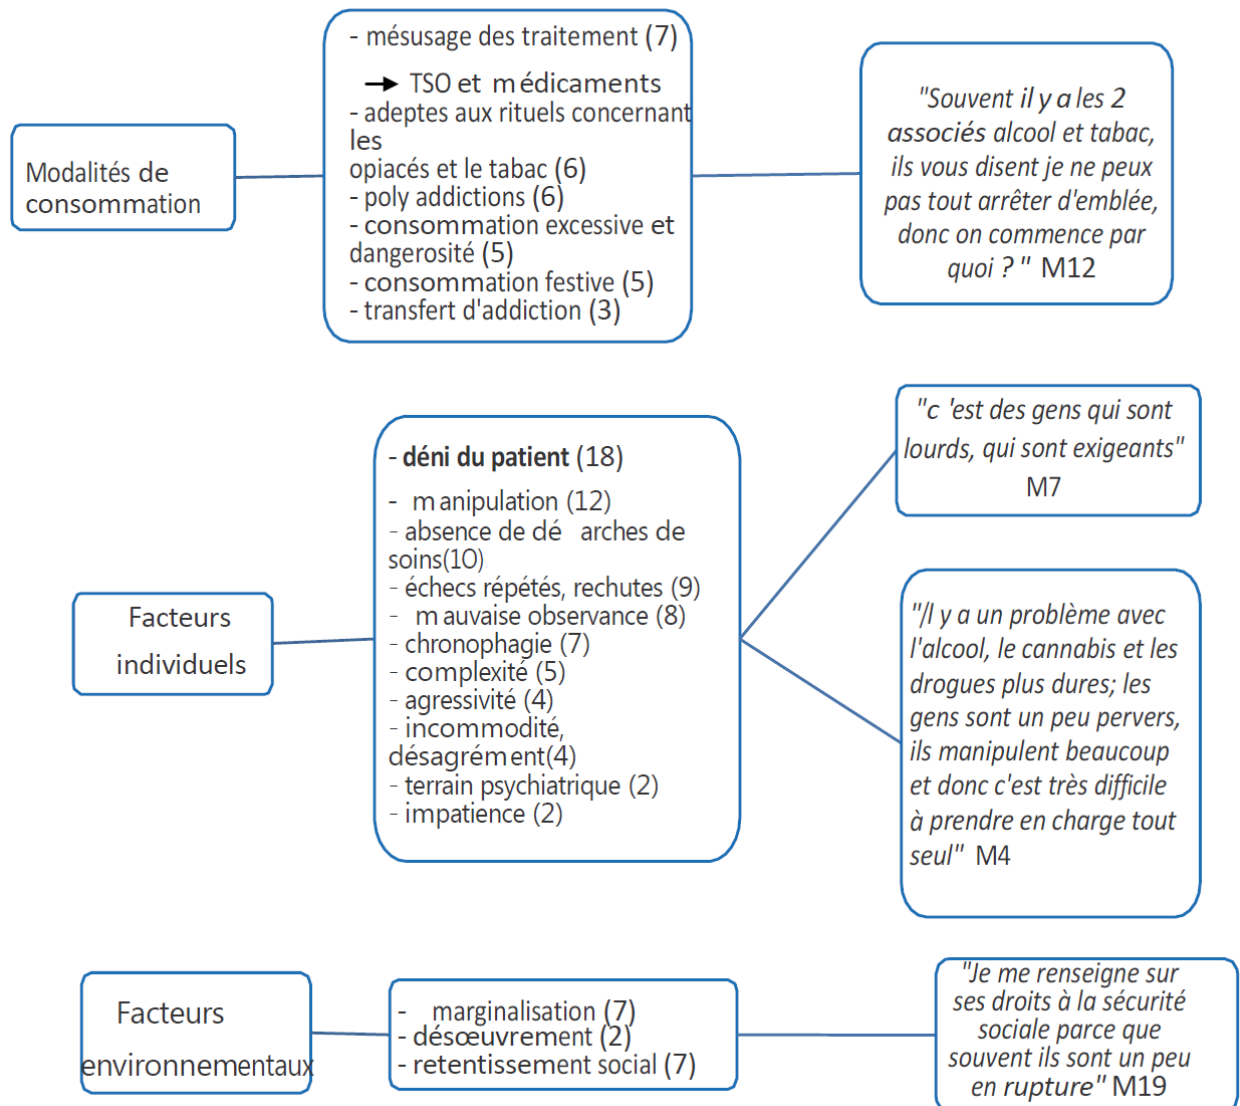 Modalités de
consommation
- mésusage des traitement (7)
→ TSO et m édicaments
- adeptes aux rituels concernant
les
opiacés et le tabac (6)
- poly addictions (6)
- consommation excessive et
dangerosité (5)
- consommation festive (5)
- transfert d'addiction (3)
"Souvent il y a les 2
associés alcool et tabac,
ils vous disent je ne peux
pas tout arrêter d'emblée,
donc on commence par
quoi ? " M12
Facteurs
individuels
- déni du patient (18)
- m anipulation (12)
- absence de dé arches de
soins(10)
- échecs répétés, rechutes (9)
- m auvaise observance (8)
- chronophagie (7)
- complexité (5)
- agressivité (4)
- incommodité,
désagrém ent(4)
- terrain psychiatrique (2)
- impatience (2)
"c 'est des gens qui sont
lourds, qui sont exigeants"
M7
"/l y a un problème avec
l'alcool, le cannabis et les
drogues plus dures; les
gens sont un peu pervers,
ils manipulent beaucoup
et donc c'est très difficile
à prendre en charge tout
seul" M4
Facteurs
environnementaux
- marginalisation (7)
- désœuvrement (2)
- retentissement social (7)
"Je me renseigne sur
ses droits à la sécurité
sociale parce que
souvent ils sont un peu
en rupture" M19